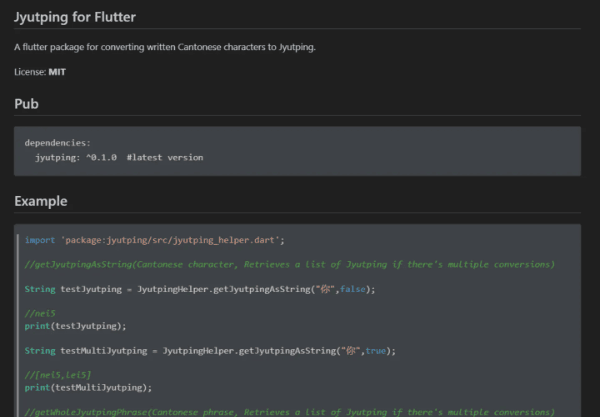 Jyutping for Flutter
A flutter package for converting written Cantonese characters to Jyutping.
License: MIT
Pub
dependencies:
jyutping: ^0.1.0 #latest version
Example
import 'package:jyutping/src/jyutping_helper.dart';
//getJyutpingAsString(Cantonese character, Retrieves a list of Jyutping if there's multiple conversions)
String testJyutping = JyutpingHelper.getJyutpingAsString("你",false);
//nei5
print(testJyutping);
String testMultiJyutping = JyutpingHelper.getJyutpingAsString("你",true);
//[nei5,lei5]
print(testMultiJyutping);
//getWholeJyutpingPhrase(Cantonese phrase, Retrieves a list of Jyutping if there's multiple conversions)